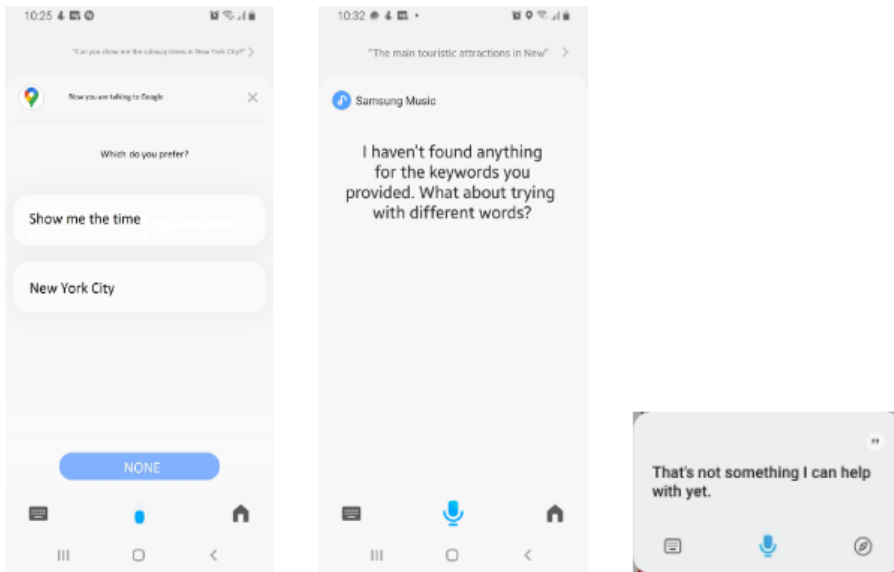 10:25
"Can you show me the subway times in New York City?" >
Now you are talking to Google
Which do you prefer?
Show me the time
New York City
NONE
10:32
"The main touristic attractions in New" >
Samsung Music
I haven't found anything
for the keywords you
provided. What about trying
with different words?
That's not something I can help
with yet.